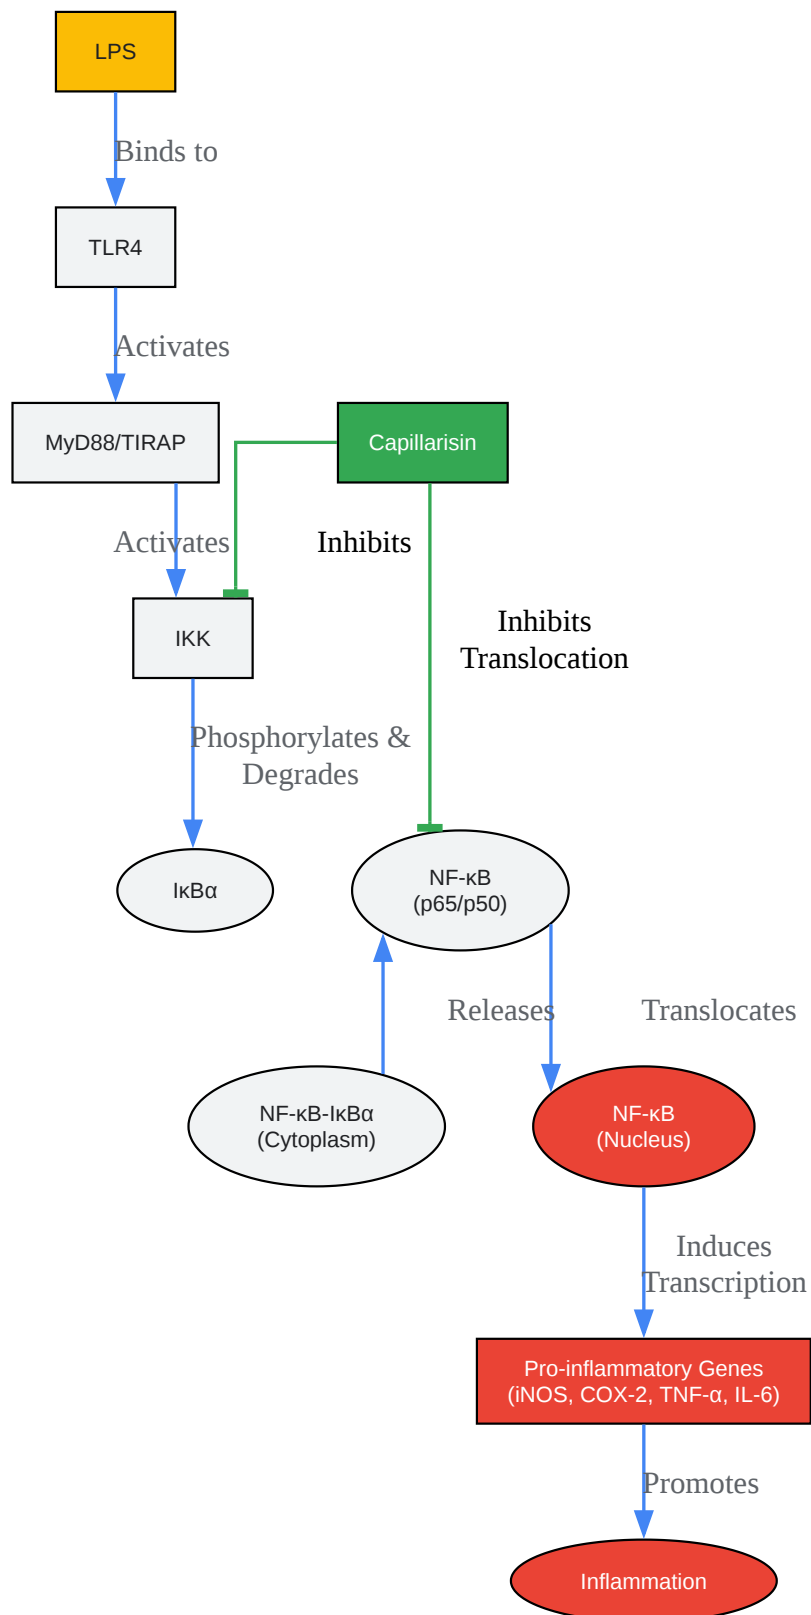 LPS
Binds to
TLR4
Activates
MyD88/TIRAP
Capillarisin
Activates
Inhibits
Inhibits
Translocation
IKK
Phosphorylates &
Degrades
IκBα
NF-κB
(p65/p50)
Releases
Translocates
NF-κB-IκBα
(Cytoplasm)
NF-κB
(Nucleus)
Induces
Transcription
Pro-inflammatory Genes
(iNOS, COX-2, TNF-α, IL-6)
Promotes
Inflammation